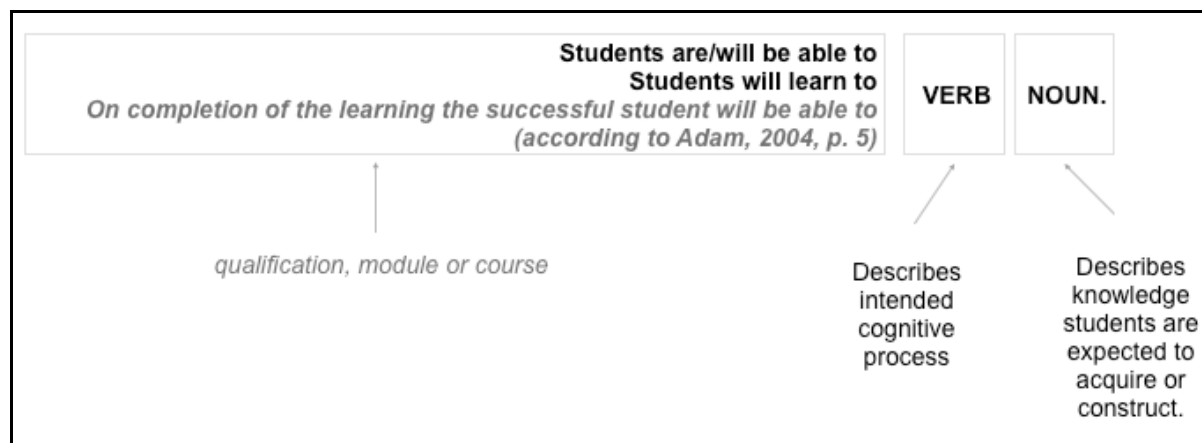 Students are/will be able to
Students will learn to
On completion of the learning the successful student will be able to
(according to Adam, 2004, p. 5)
VERB
NOUN.
qualification, module or course
Describes
intended
cognitive
process
Describes
knowledge
students are
expected to
acquire or
construct.